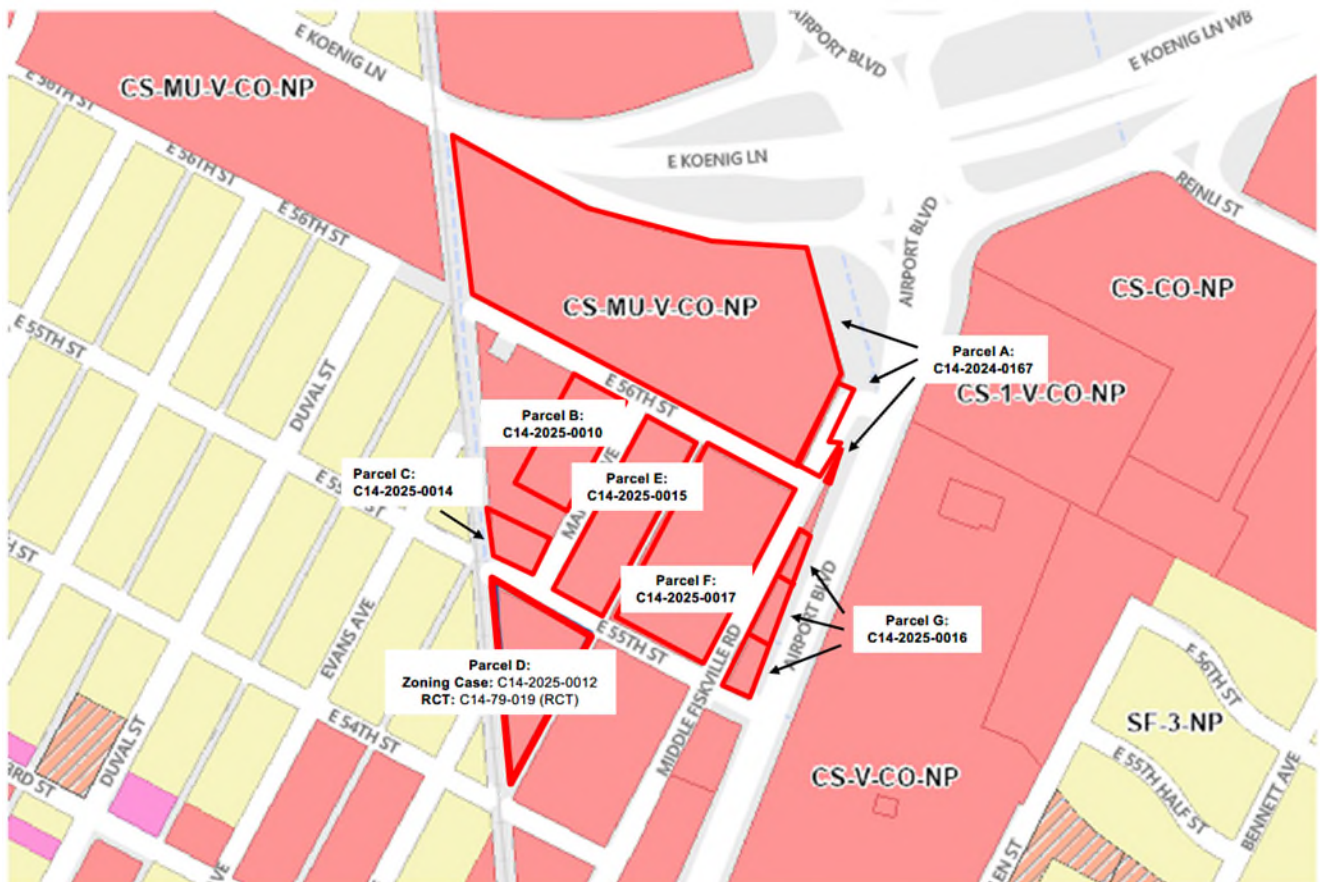 E KOENIG LN
AIRPORT BLVD
E KOENIG LN WB
CS-MU-V-CO-NP
E 56TH ST
E KOENIG LN
E 56TH ST
REINLI ST
E 56TH ST
AIRPORT BLVD
CS-CO-NP
CS-MU-V-CO-NP
E 55TH ST
DUVAL ST
Parcel A:
C14-2024-0167
CS-1-V-CO-NP
E 56TH ST
Parcel B:
C14-2025-0010
Parcel C:
C14-2025-0014
Parcel E:
C14-2025-0015
Parcel F:
C14-2025-0017
AIRPORT BLVD
Parcel G:
C14-2025-0016
EVANS AVE
E 55TH ST
MIDDLE FISKVILLE RD
Parcel D:
Zoning Case: C14-2025-0012
RCT: C14-79-019 (RCT)
E 56TH ST
SF-3-NP
E 54TH ST
DUVAL ST
CS-V-CO-NP
E 55TH HALF ST
BENNETT AVE